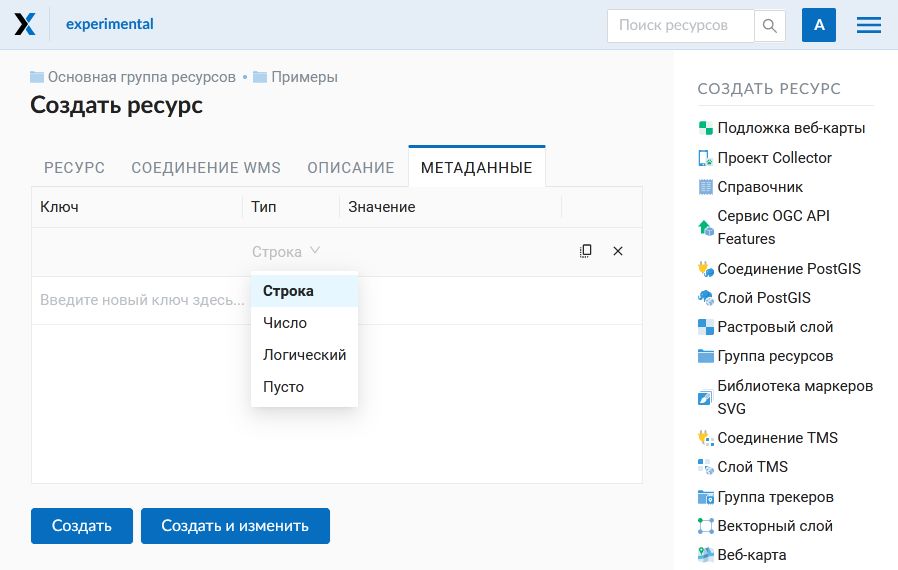 experimental
Поиск ресурсов
A
Основная группа ресурсов • Примеры
Создать ресурс
РЕСУРС СОЕДИНЕНИЕ WMS ОПИСАНИЕ МЕТАДАННЫЕ
Ключ Тип Значение
Строка
Введите новый ключ здесь...
Строка
Число
Логический
Пусто
Создать Создать и изменить
СОЗДАТЬ РЕСУРС
Подложка веб-карты
Проект Collector
Справочник
Сервис OGC API
Features
Соединение PostGIS
Слой PostGIS
Растровый слой
Группа ресурсов
Библиотека маркеров
SVG
Соединение TMS
Слой TMS
Группа трекеров
Векторный слой
Веб-карта